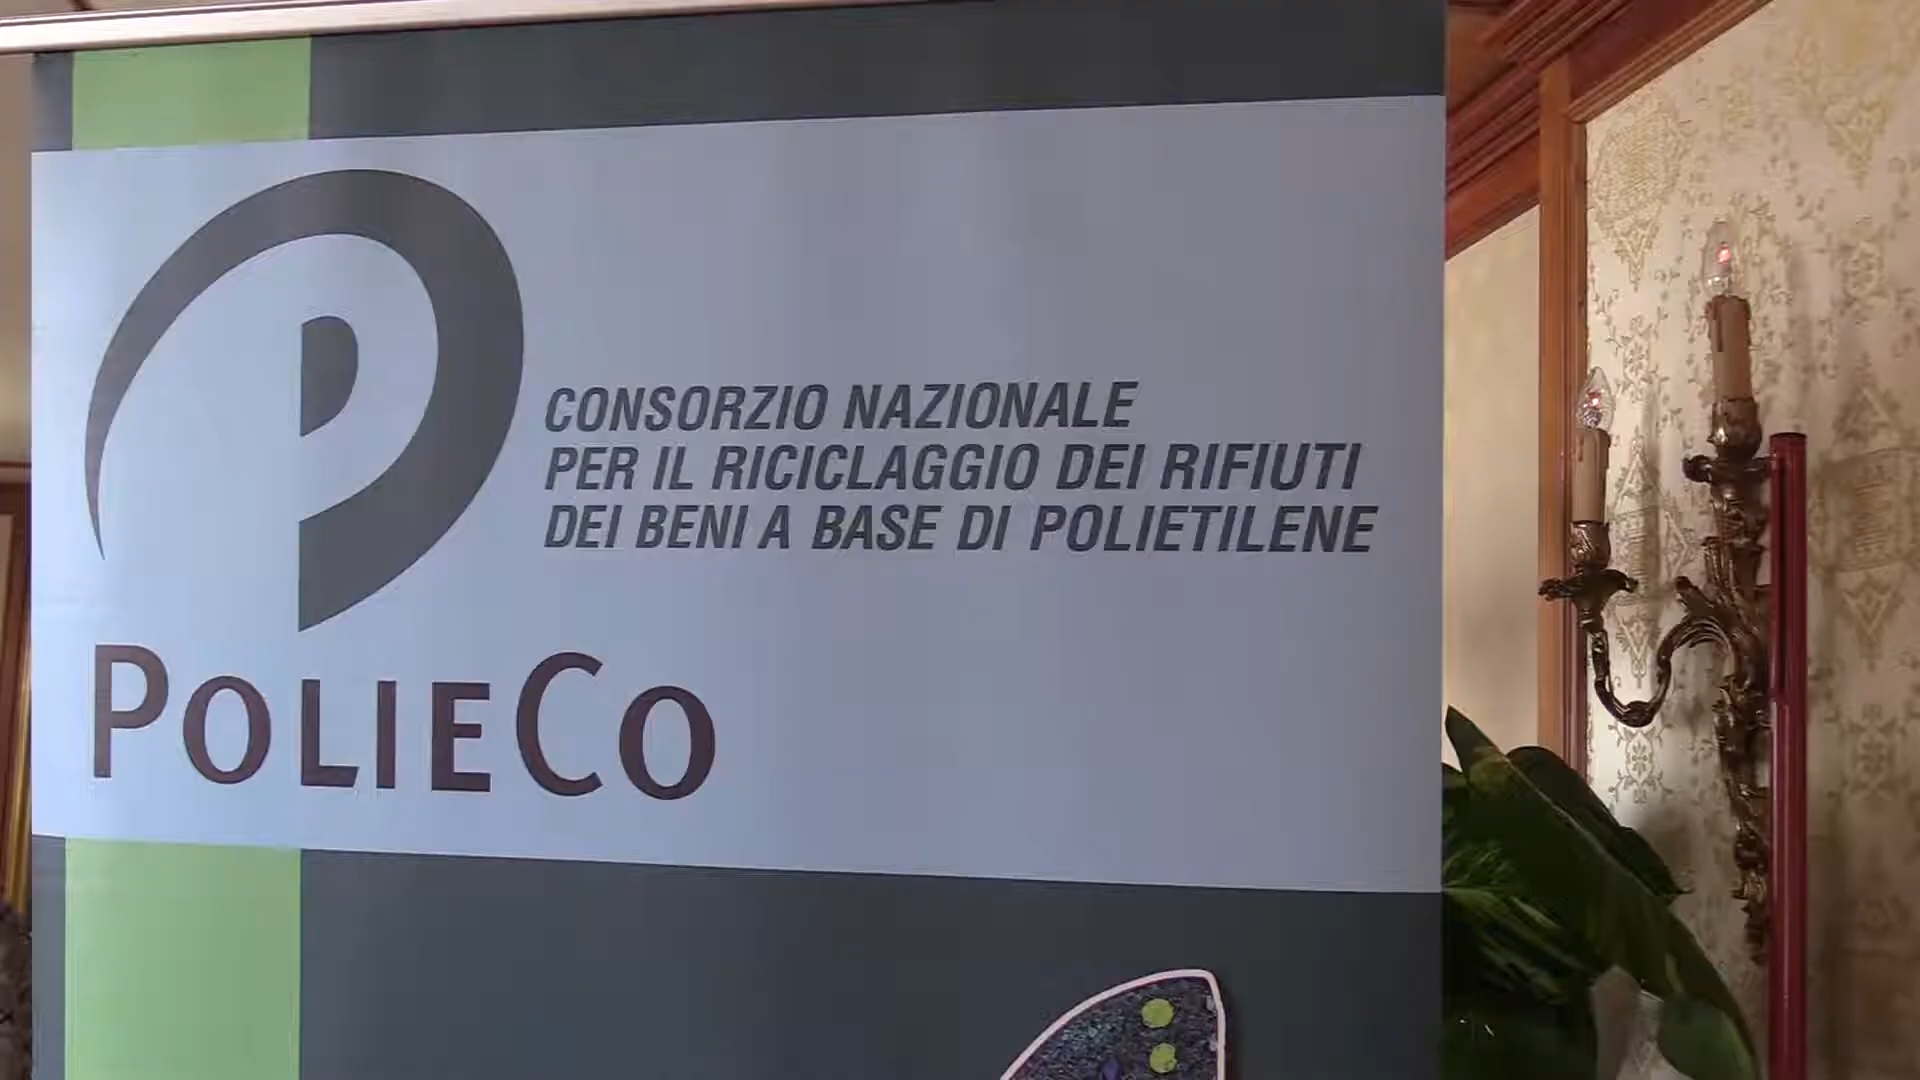 CONSORZIO NAZIONALE
PER IL RICICLAGGIO DEI RIFIUTI
DEI BENI A BASE DI POLIETILENE
POLIECO